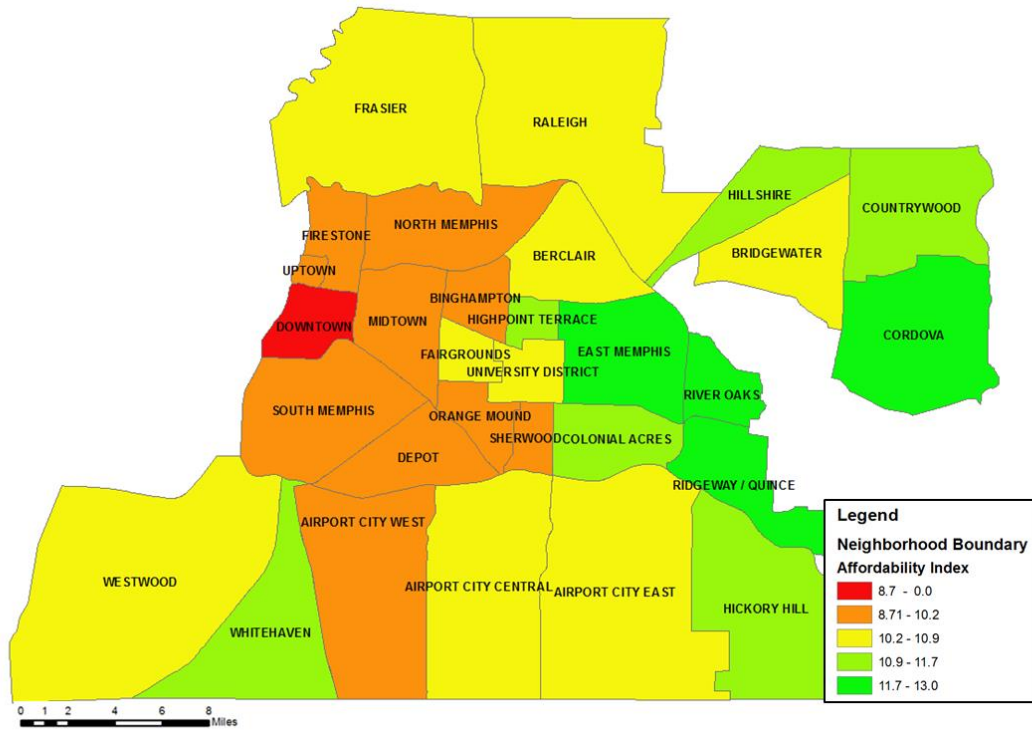 FRASIER
RALEIGH
HILLSHIRE
COUNTRYWOOD
NORTH MEMPHIS
FIRESTONE
BRIDGEWATER
BERCLAIR
UPTOWN
BINGHAMPTON
DOWNTOWN
MIDTOWN
HIGHPOINT TERRACE
CORDOVA
FAIRGROUNDS
EAST MEMPHIS
UNIVERSITY DISTRICT
RIVER OAKS
SOUTH MEMPHIS
ORANGE MOUND
SHERWOOD
COLONIAL ACRES
DEPOT
RIDGEWAY / QUINCE
AIRPORT CITY WEST
WESTWOOD
AIRPORT CITY CENTRAL
AIRPORT CITY EAST
WHITEHAVEN
HICKORY HILL
Legend
Neighborhood Boundary
Affordability Index
8.7 - 0.0
8.71 - 10.2
10.2 - 10.9
10.9 - 11.7
11.7 - 13.0
0 1 2 4 6 8
Miles